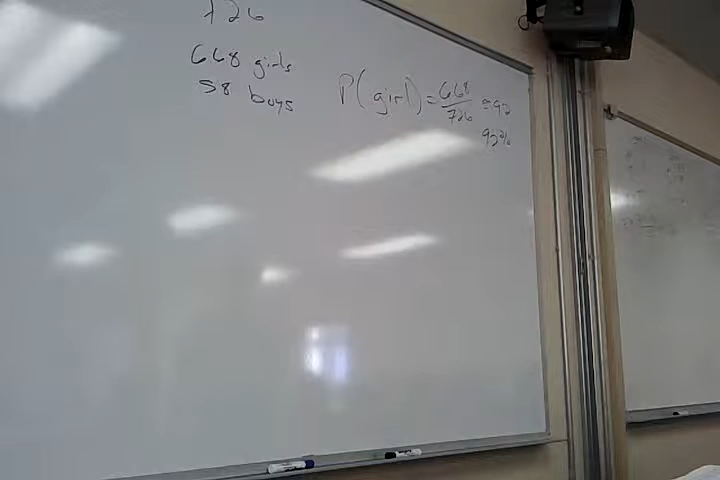 726
668 girls
58 boys
P(girl) = 668/726 ≈ 92
92%